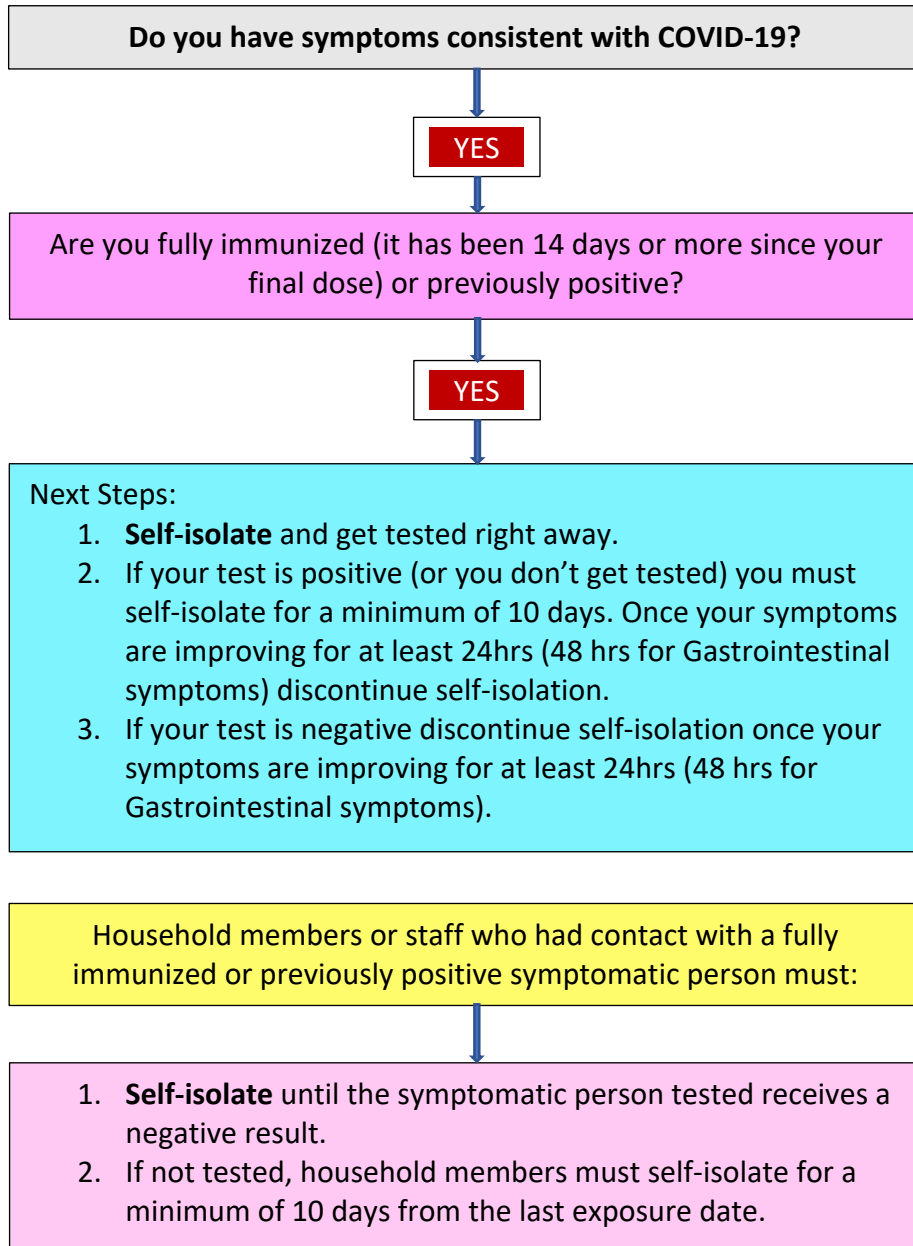 Do you have symptoms consistent with COVID-19?
YES
Are you fully immunized (it has been 14 days or more since your
final dose) or previously positive?
YES
Next Steps:
1. Self-isolate and get tested right away.
2. If your test is positive (or you don’t get tested) you must
self-isolate for a minimum of 10 days. Once your symptoms
are improving for at least 24hrs (48 hrs for Gastrointestinal
symptoms) discontinue self-isolation.
3. If your test is negative discontinue self-isolation once your
symptoms are improving for at least 24hrs (48 hrs for
Gastrointestinal symptoms).
Household members or staff who had contact with a fully
immunized or previously positive symptomatic person must:
1. Self-isolate until the symptomatic person tested receives a
negative result.
2. If not tested, household members must self-isolate for a
minimum of 10 days from the last exposure date.